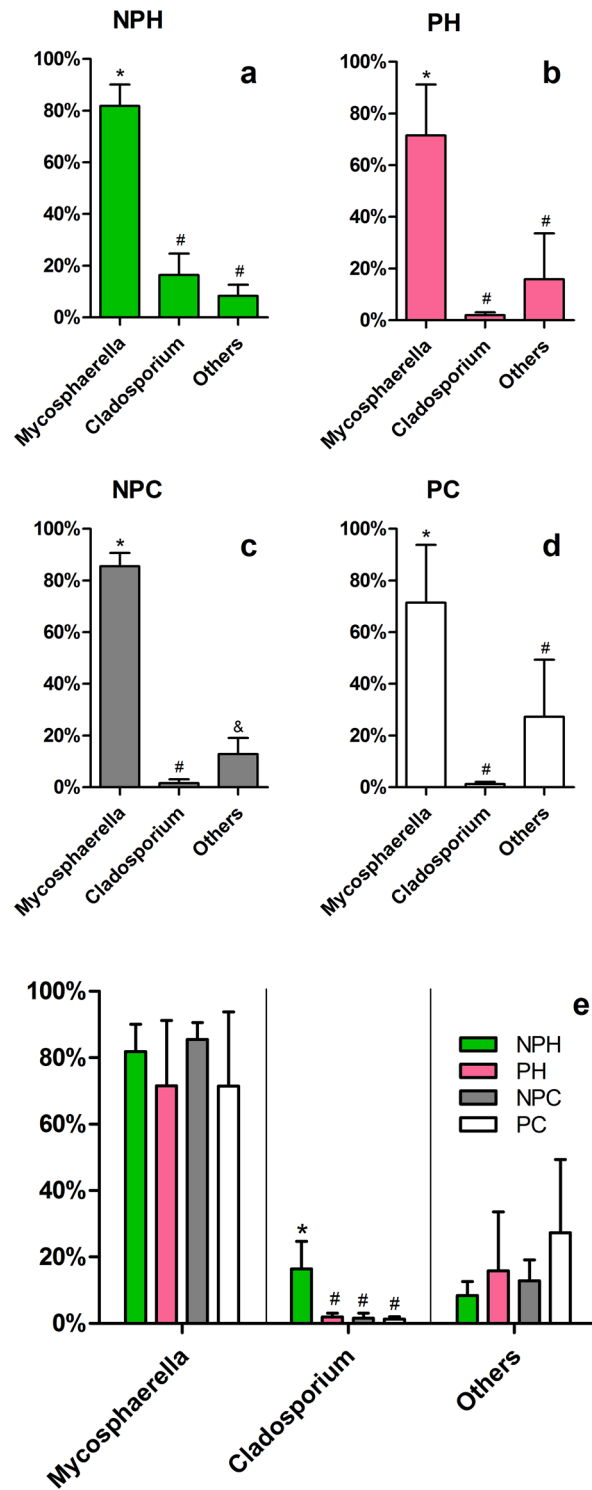 NPH
a
100%
80%
60%
40%
20%
0%
*
#
#
Mycosphaerella
Cladosporium
Others
PH
b
100%
80%
60%
40%
20%
0%
*
#
#
Mycosphaerella
Cladosporium
Others
NPC
c
100%
80%
60%
40%
20%
0%
*
#
&
Mycosphaerella
Cladosporium
Others
PC
d
100%
80%
60%
40%
20%
0%
*
#
#
Mycosphaerella
Cladosporium
Others
e
100%
80%
60%
40%
20%
0%
NPH
PH
NPC
PC
*
#
#
#
Mycosphaerella
Cladosporium
Others